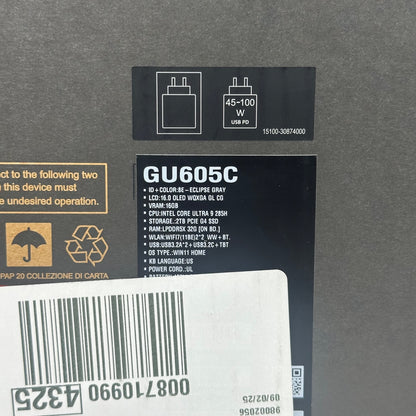 45-100
W
USB PD
15100-30874000
ct to the following two
this device must
e undesired operation.
PAP 20 COLLEZIONE DI CARTA
GU605C
▪ ID+COLOR:8E-ECLIPSE GRAY
▪ LCD:16.0 OLED WQXGA GL CG
▪ VRAM:16GB
▪ CPU:INTEL CORE ULTRA 9 285H
▪ STORAGE:2TB PCIE G4 SSD
▪ RAM:LPDDR5X 32G [ON BD.]
▪ WLAN:WIFI7(11BE)2*2 WW+BT.
▪ USB:USB3.2A*2+USB3.2C+TBT
▪ OS TYPE:WIN11 HOME
▪ KB LANGUAGE:US
▪ POWER CORD.:UL
008710990
4325
09/02/25
98002056